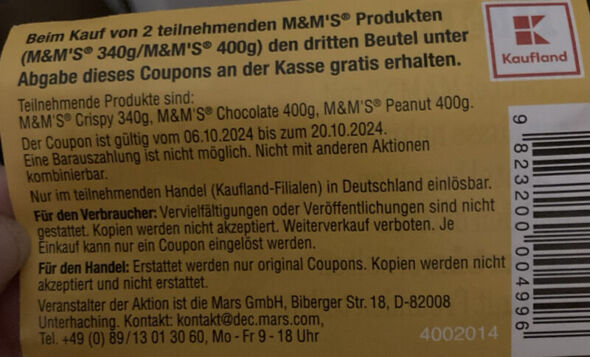 Beim Kauf von 2 teilnehmenden M&M'S® Produkten
(M&M'S® 340g/M&M'S® 400g) den dritten Beutel unter
Abgabe dieses Coupons an der Kasse gratis erhalten.
Kaufland
Teilnehmende Produkte sind:
M&M'S® Crispy 340g, M&M'S® Chocolate 400g, M&M'S® Peanut 400g.
Der Coupon ist gültig vom 06.10.2024 bis zum 20.10.2024.
Eine Barauszahlung ist nicht möglich. Nicht mit anderen Aktionen
kombinierbar.
Nur im teilnehmenden Handel (Kaufland-Filialen) in Deutschland einlösbar.
Für den Verbraucher: Vervielfältigungen oder Veröffentlichungen sind nicht
gestattet. Kopien werden nicht akzeptiert. Weiterverkauf verboten. Je
Einkauf kann nur ein Coupon eingelöst werden.
Für den Handel: Erstattet werden nur original Coupons. Kopien werden nicht
akzeptiert und nicht erstattet.
Veranstalter der Aktion ist die Mars GmbH, Biberger Str. 18, D-82008
Unterhaching. Kontakt: kontakt@dec.mars.com,
Tel. +49 (0) 89/13 01 30 60, Mo - Fr 9 - 18 Uhr
4002014
9 823200 004996